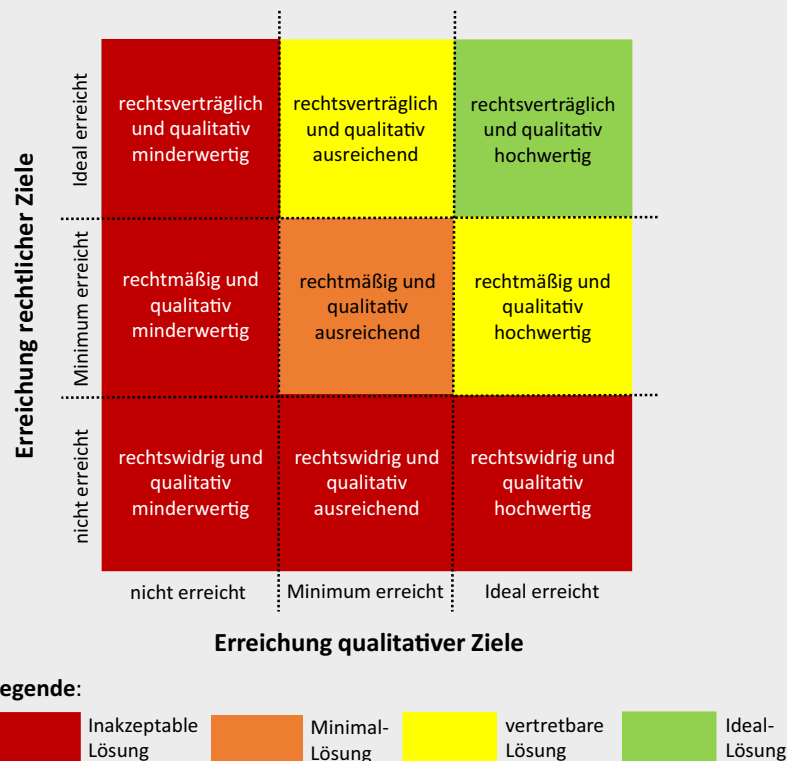 Erreichung rechtlicher Ziele
Ideal erreicht
rechtsverträglich
und qualitativ
minderwertig
rechtsverträglich
und qualitativ
ausreichend
rechtsverträglich
und qualitativ
hochwertig
Minimum erreicht
rechtmäßig und
qualitativ
minderwertig
rechtmäßig und
qualitativ
ausreichend
rechtmäßig und
qualitativ
hochwertig
nicht erreicht
rechtswidrig und
qualitativ
minderwertig
rechtswidrig und
qualitativ
ausreichend
rechtswidrig und
qualitativ
hochwertig
nicht erreicht
Minimum erreicht
Ideal erreicht
Erreichung qualitativer Ziele
egende:
Inakzeptable
Lösung
Minimal-
Lösung
vertretbare
Lösung
Ideal-
Lösung